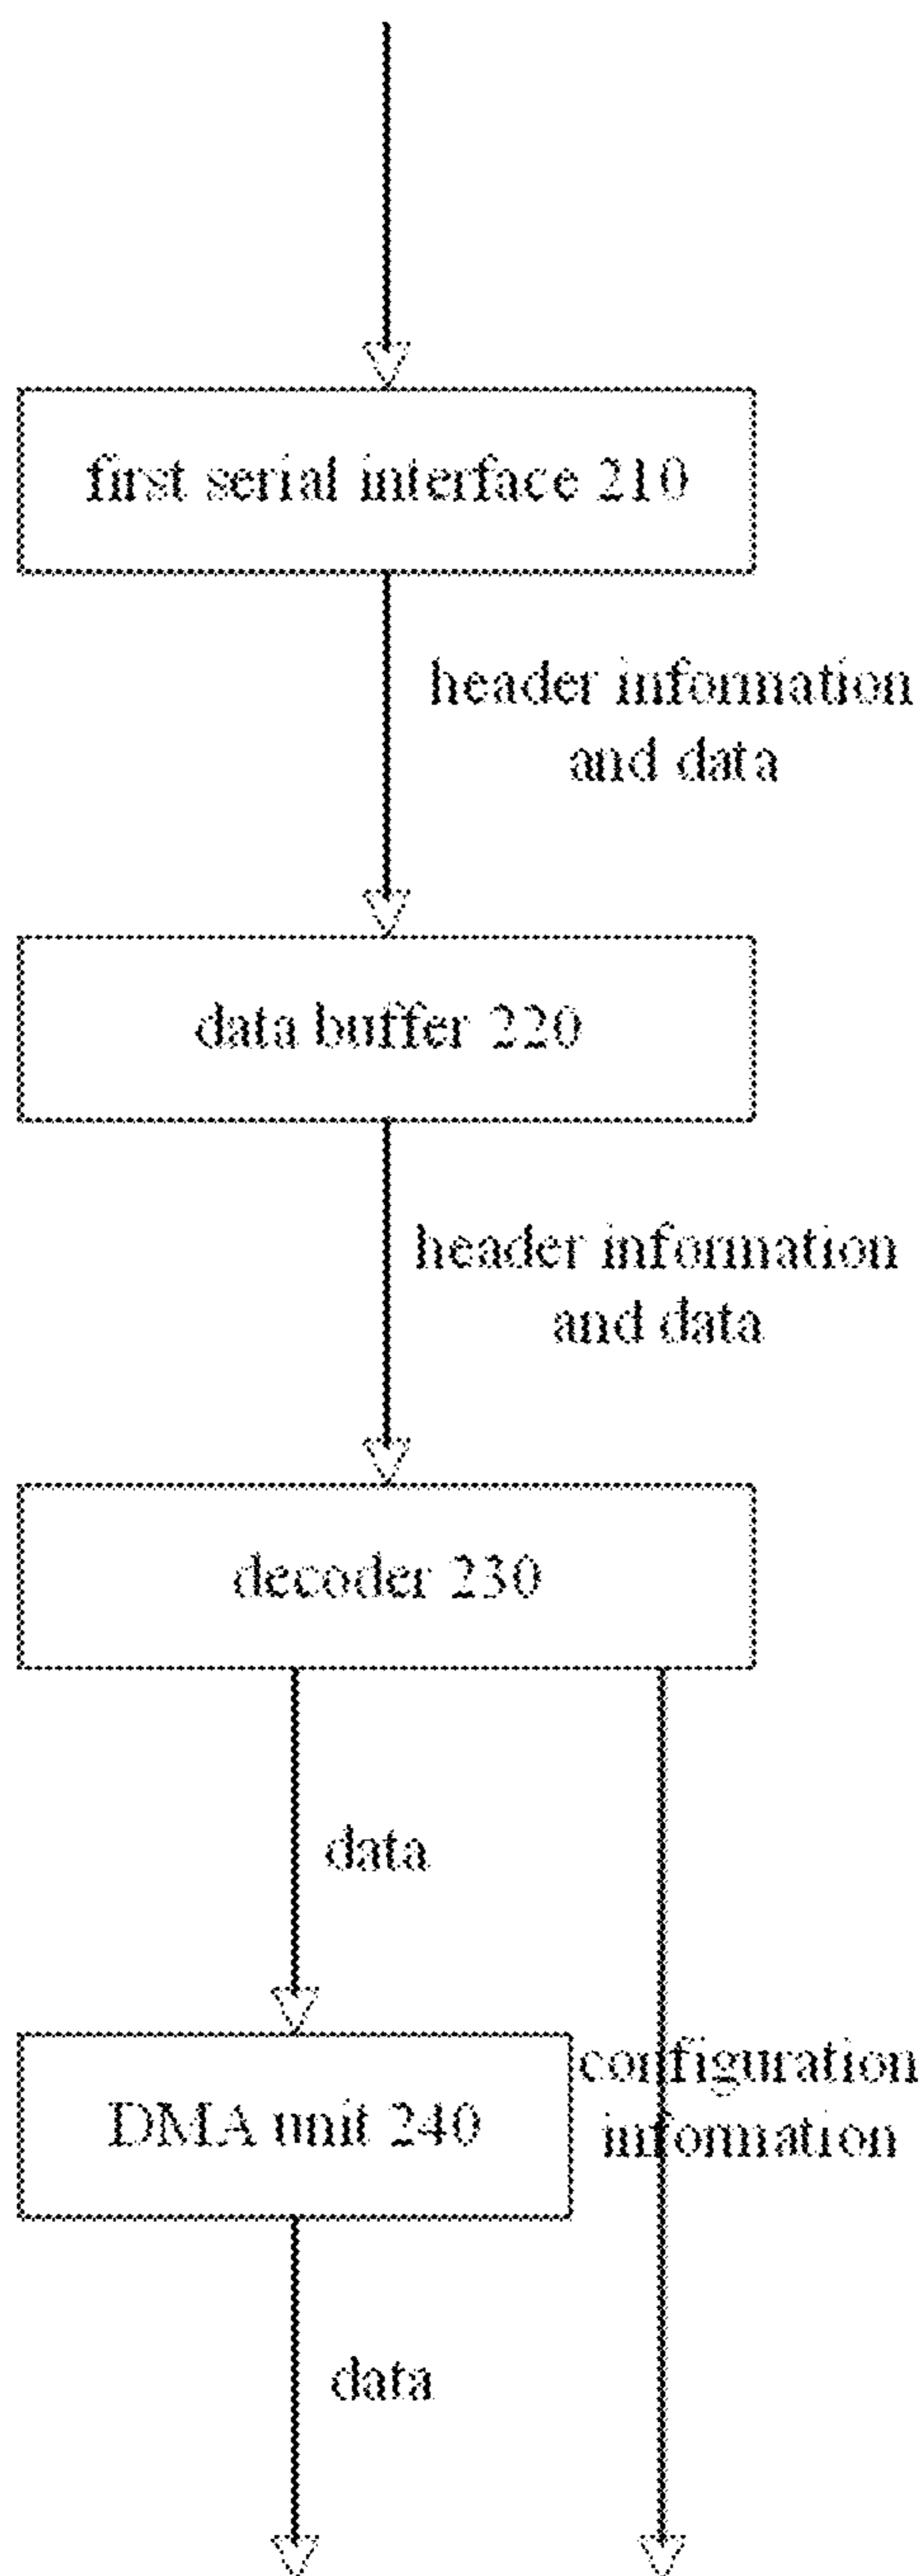 first serial interface 210
header information
and data
data buffer 220
header information
and data
decoder 230
data
configuration
information
DMA unit 240
data